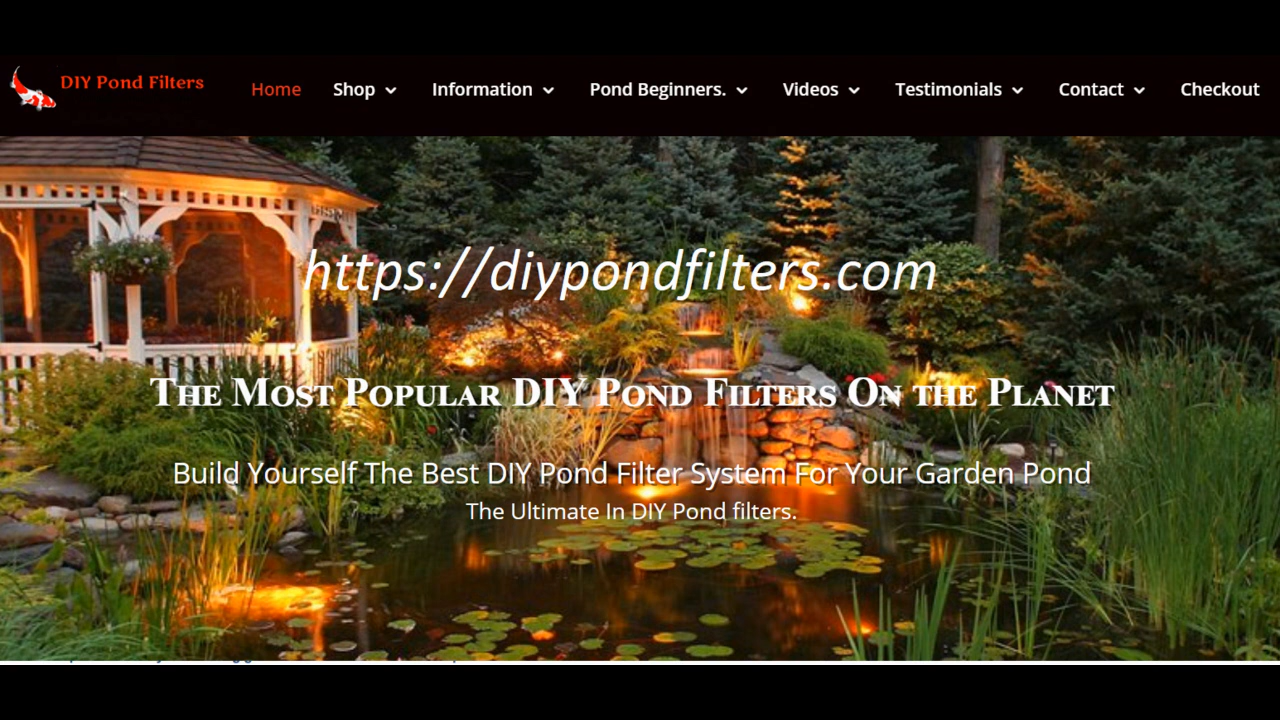 DIY Pond Filters
Home Shop Information Pond Beginners. Videos Testimonials Contact Checkout
https://diypondfilters.com
The Most Popular DIY Pond Filters On the Planet
Build Yourself The Best DIY Pond Filter System For Your Garden Pond
The Ultimate In DIY Pond filters.